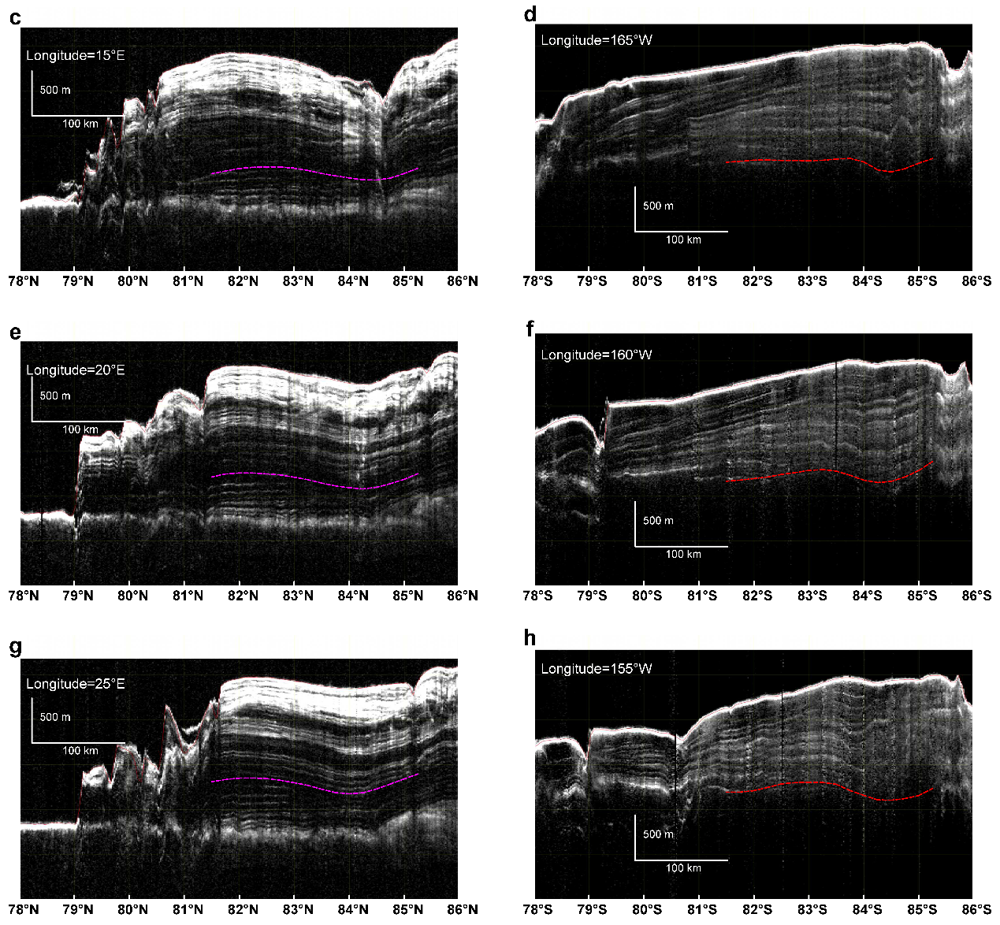 c
Longitude=15°E
500 m
100 km
78°N 79°N 80°N 81°N 82°N 83°N 84°N 85°N 86°N
d
Longitude=165°W
500 m
100 km
78°S 79°S 80°S 81°S 82°S 83°S 84°S 85°S 86°S
e
Longitude=20°E
500 m
100 km
78°N 79°N 80°N 81°N 82°N 83°N 84°N 85°N 86°N
f
Longitude=160°W
500 m
100 km
78°S 79°S 80°S 81°S 82°S 83°S 84°S 85°S 86°S
g
Longitude=25°E
500 m
100 km
78°N 79°N 80°N 81°N 82°N 83°N 84°N 85°N 86°N
h
Longitude=155°W
500 m
100 km
78°S 79°S 80°S 81°S 82°S 83°S 84°S 85°S 86°S